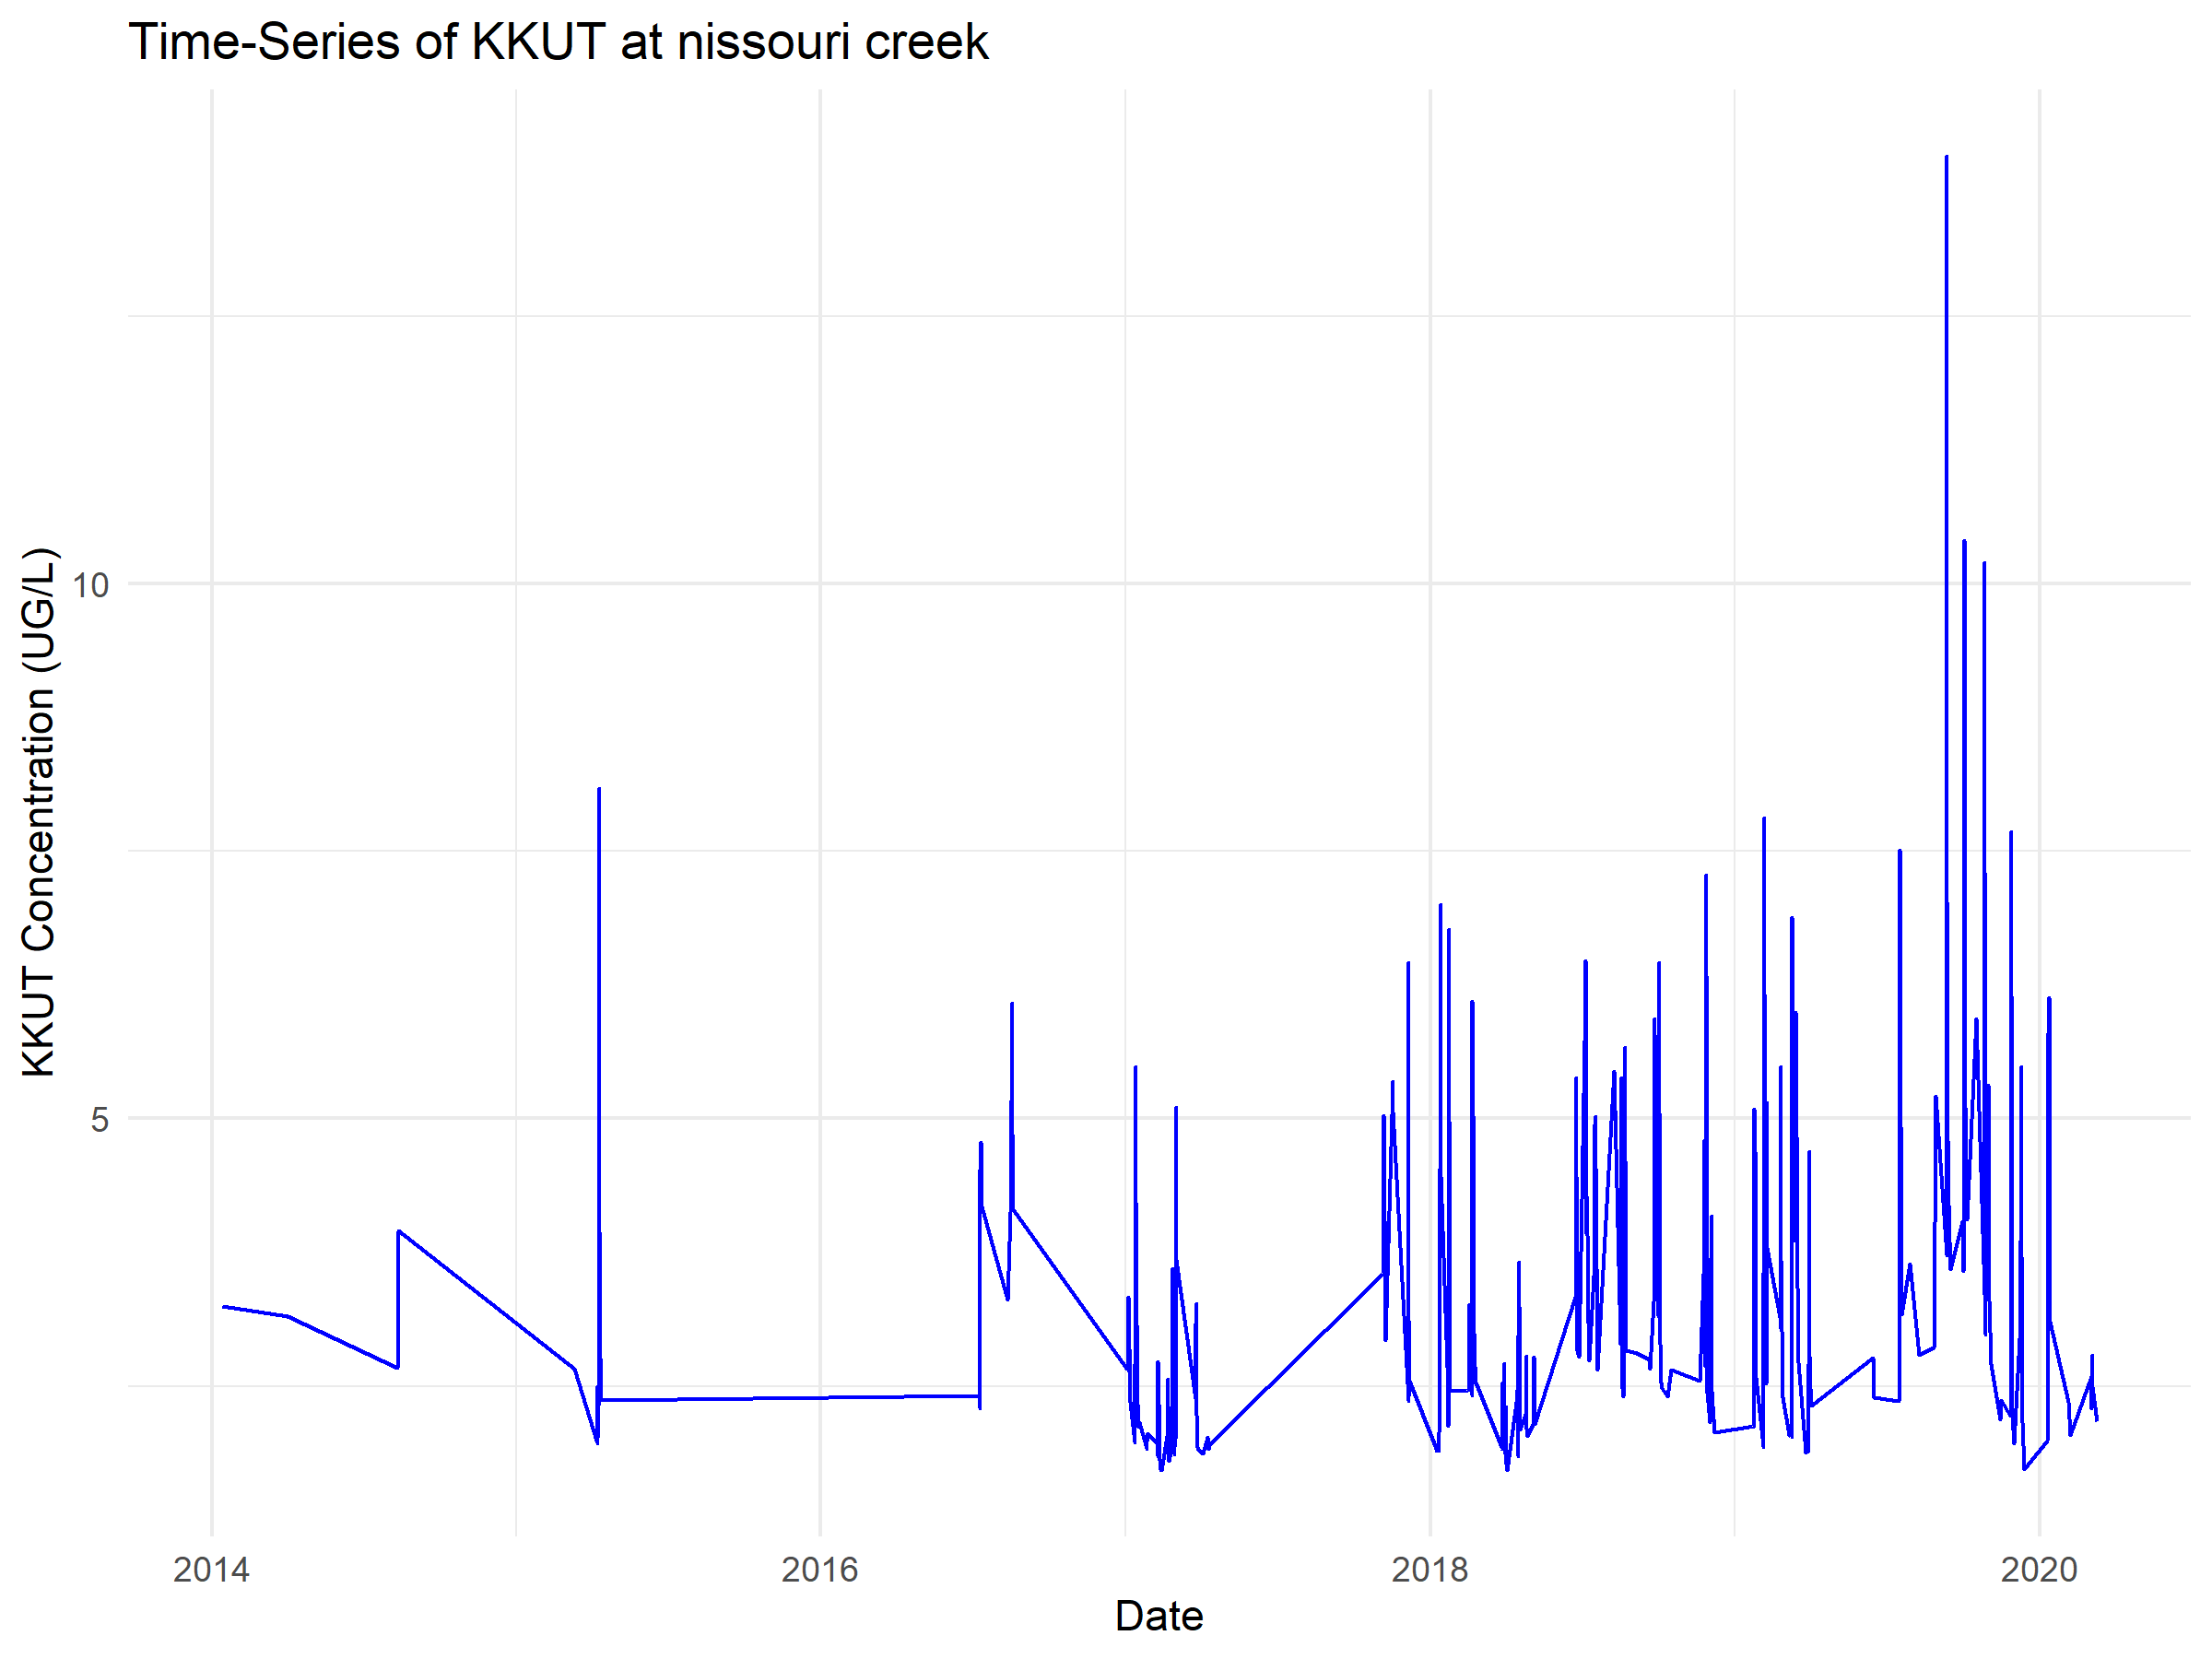 Time-Series of KKUT at nissouri creek
KKUT Concentration (UG/L)
10
5
2014
2016
2018
2020
Date